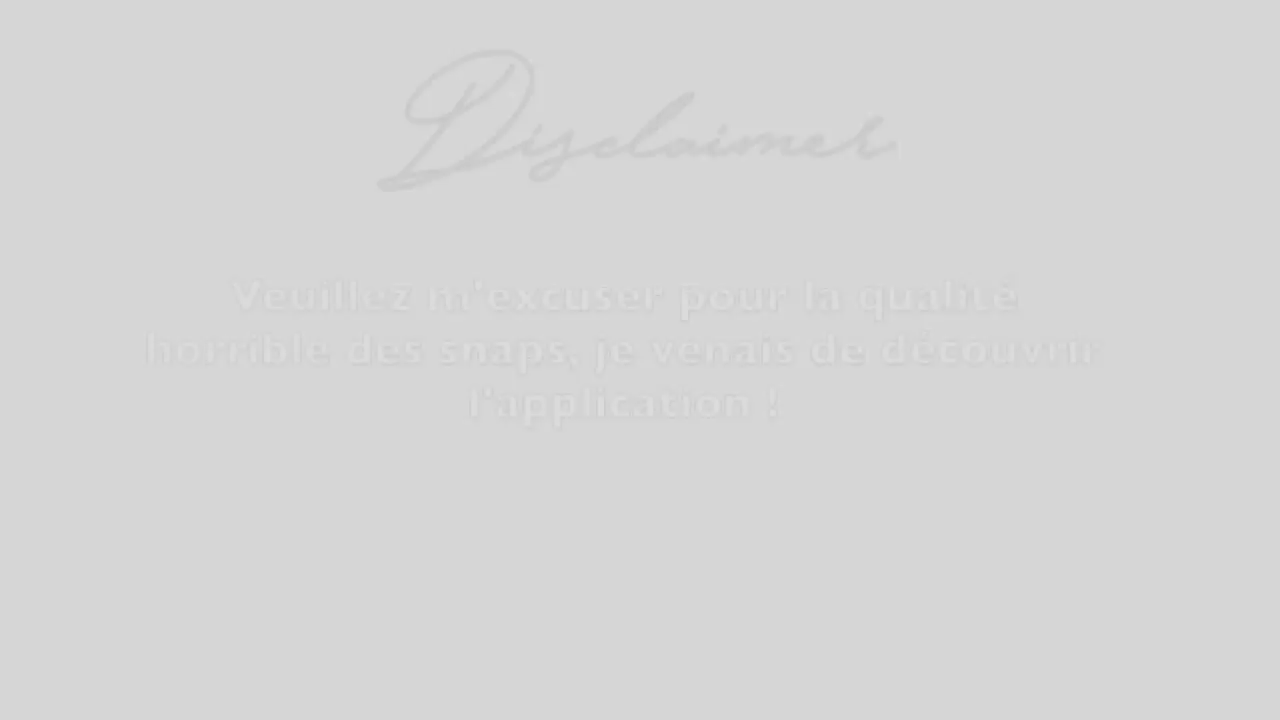 Disclaimer
Veuillez m'excuser pour la qualité
horrible des snaps, je venais de découvrir
l'application !